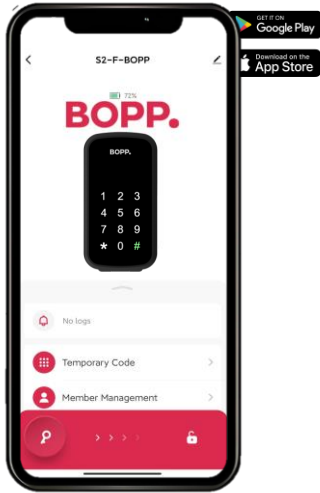 GET IT ON
Google Play
S2-F-BOPP
Download on the
App Store
72%
BOPP.
BOPP.
1 2 3
4 5 6
7 8 9
* 0 #
No logs
Temporary Code
Member Management